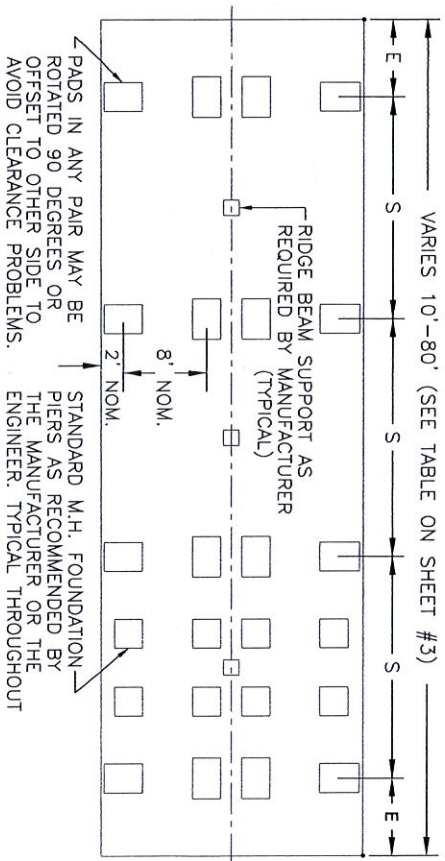 VARIES 10'-80' (SEE TABLE ON SHEET #3)
E
S
S
S
E
RIDGE BEAM SUPPORT AS
REQUIRED BY MANUFACTURER
(TYPICAL)
8' NOM.
2' NOM.
PADS IN ANY PAIR MAY BE
ROTATED 90 DEGREES OR
OFFSET TO OTHER SIDE TO
AVOID CLEARANCE PROBLEMS.
STANDARD M.H. FOUNDATION
PIERS AS RECOMMENDED BY
THE MANUFACTURER OR THE
ENGINEER. TYPICAL THROUGHOUT